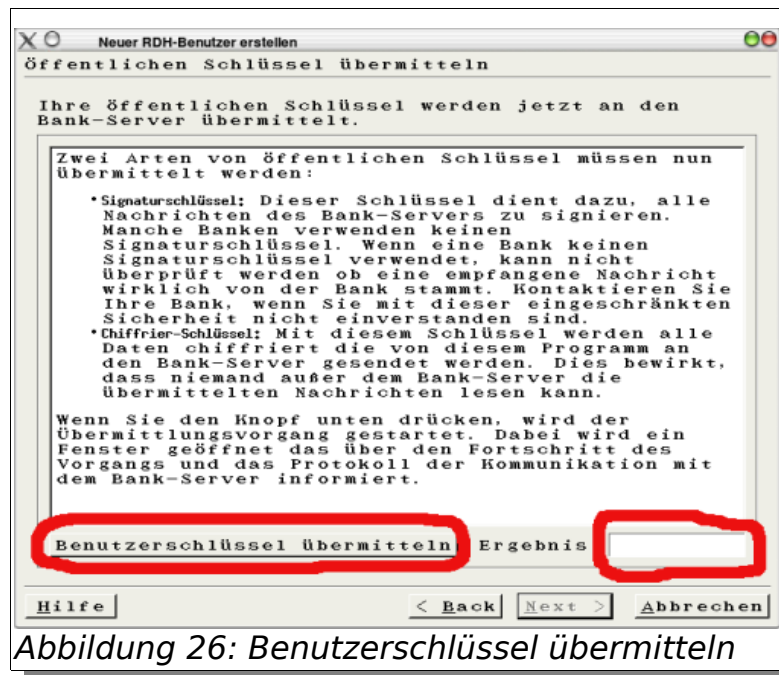 Neuer RDH-Benutzer erstellen
Öffentlichen Schlüssel übermitteln
Ihre öffentlichen Schlüssel werden jetzt an den
Bank-Server übermittelt.
Zwei Arten von öffentlichen Schlüssel müssen nun
übermittelt werden:
•Signaturschlüssel: Dieser Schlüssel dient dazu, alle
Nachrichten des Bank-Servers zu signieren.
Manche Banken verwenden keinen
Signaturschlüssel. Wenn eine Bank keinen
Signaturschlüssel verwendet, kann nicht
überprüft werden ob eine empfangene Nachricht
wirklich von der Bank stammt. Kontaktieren Sie
Ihre Bank, wenn Sie mit dieser eingeschränkten
Sicherheit nicht einverstanden sind.
•Chiffrier-Schlüssel: Mit diesem Schlüssel werden alle
Daten chiffriert die von diesem Programm an
den Bank-Server gesendet werden. Dies bewirkt,
dass niemand außer dem Bank-Server die
übermittelten Nachrichten lesen kann.
Wenn Sie den Knopf unten drücken, wird der
Übermittlungsvorgang gestartet. Dabei wird ein
Fenster geöffnet das über den Fortschritt des
Vorgangs und das Protokoll der Kommunikation mit
dem Bank-Server informiert.
Benutzerschlüssel übermitteln Ergebnis
Hilfe < Back Next > Abbrechen
Abbildung 26: Benutzerschlüssel übermitteln